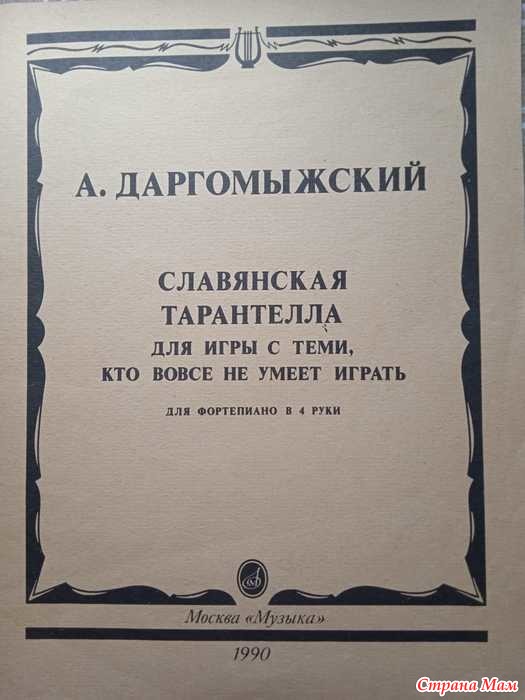 А. ДАРГОМЫЖСКИЙ
СЛАВЯНСКАЯ
ТАРАНТЕЛЛА
ДЛЯ ИГРЫ С ТЕМИ,
КТО ВОВСЕ НЕ УМЕЕТ ИГРАТЬ
ДЛЯ ФОРТЕПИАНО В 4 РУКИ
Москва «Музыка»
1990
Страна Мам